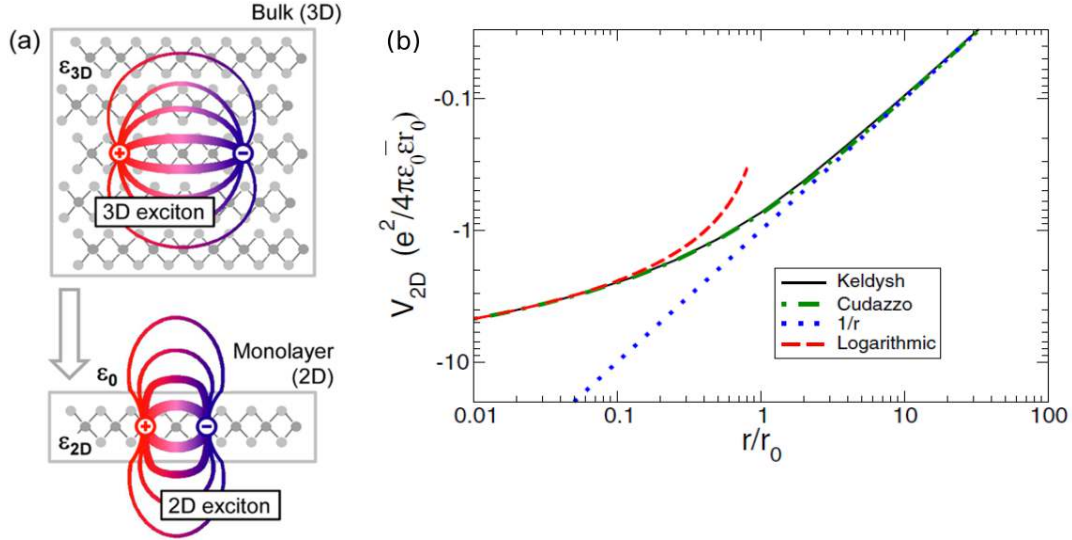 (a)
Bulk (3D)
ε3D
+
−
3D exciton
Monolayer
(2D)
ε0
ε2D
+
−
2D exciton
(b)
V2D (e²/4πε0ε̅r0)
-0.1
-1
-10
Keldysh
Cudazzo
1/r
Logarithmic
0.01
0.1
1
10
100
r/r0